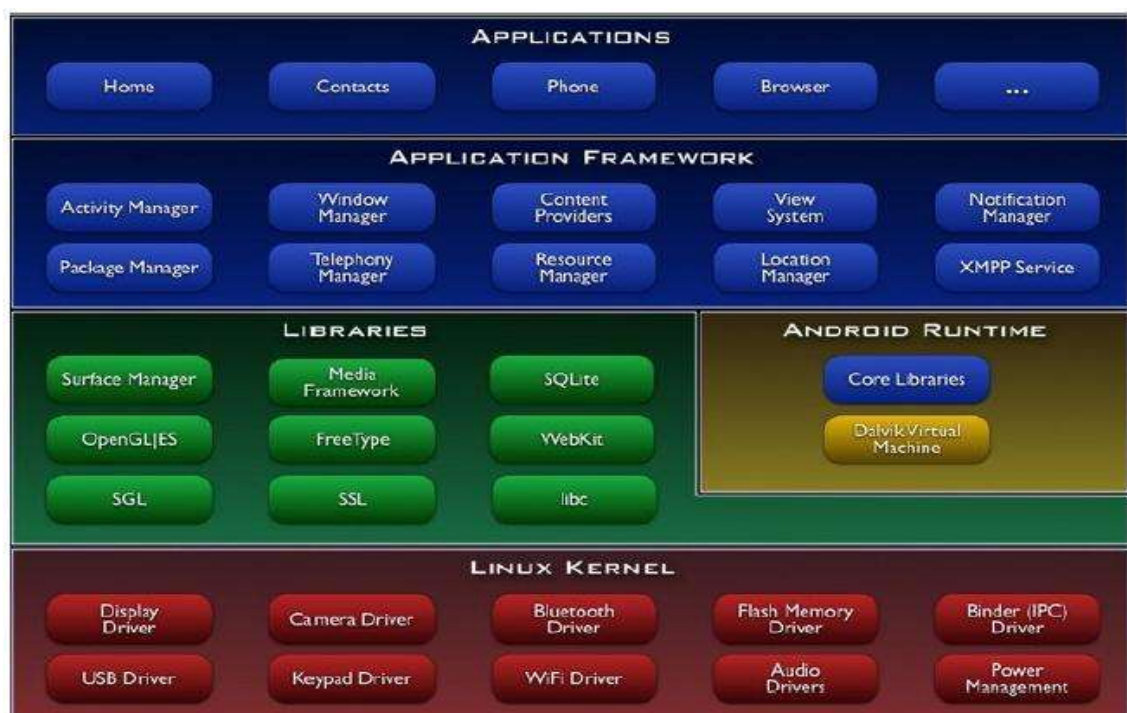 APPLICATIONS
Home
Contacts
Phone
Browser
...
APPLICATION FRAMEWORK
Activity Manager
Window
Manager
Content
Providers
View
System
Notification
Manager
Package Manager
Telephony
Manager
Resource
Manager
Location
Manager
XMPP Service
LIBRARIES
Surface Manager
Media
Framework
SQLite
OpenGL|ES
FreeType
WebKit
SGL
SSL
libc
ANDROID RUNTIME
Core Libraries
Dalvik Virtual
Machine
LINUX KERNEL
Display
Driver
Camera Driver
Bluetooth
Driver
Flash Memory
Driver
Binder (IPC)
Driver
USB Driver
Keypad Driver
WiFi Driver
Audio
Drivers
Power
Management